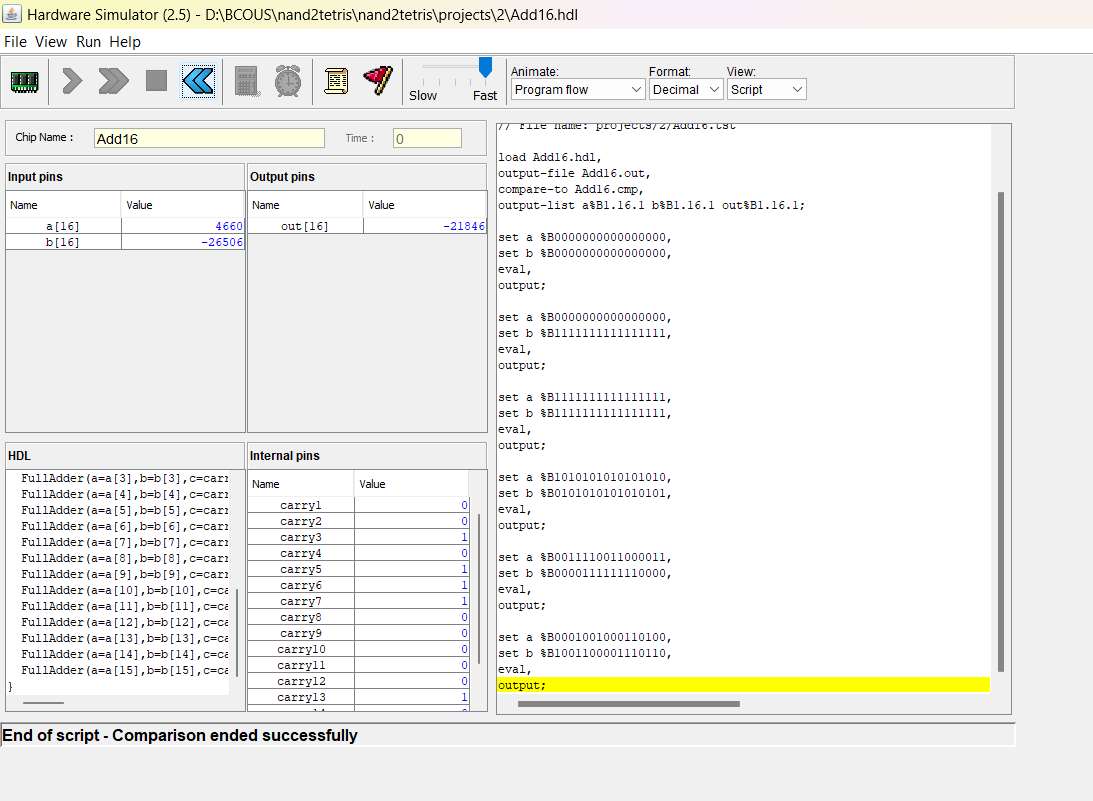 Hardware Simulator (2.5) - D:\BCOUS\nand2tetris\nand2tetris\projects\2\Add16.hdl
File View Run Help
Slow Fast
Animate:
Program flow
Format:
Decimal
View:
Script
Chip Name : Add16 Time : 0
Input pins
Name Value
a[16] 4660
b[16] -26506
Output pins
Name Value
out[16] -21846
HDL
FullAdder(a=a[3],b=b[3],c=carr
FullAdder(a=a[4],b=b[4],c=carr
FullAdder(a=a[5],b=b[5],c=carr
FullAdder(a=a[6],b=b[6],c=carr
FullAdder(a=a[7],b=b[7],c=carr
FullAdder(a=a[8],b=b[8],c=carr
FullAdder(a=a[9],b=b[9],c=carr
FullAdder(a=a[10],b=b[10],c=ca
FullAdder(a=a[11],b=b[11],c=ca
FullAdder(a=a[12],b=b[12],c=ca
FullAdder(a=a[13],b=b[13],c=ca
FullAdder(a=a[14],b=b[14],c=ca
FullAdder(a=a[15],b=b[15],c=ca
}
Internal pins
Name Value
carry1 0
carry2 0
carry3 1
carry4 0
carry5 1
carry6 1
carry7 1
carry8 0
carry9 0
carry10 0
carry11 0
carry12 0
carry13 1
// File name: projects/2/Add16.tst
load Add16.hdl,
output-file Add16.out,
compare-to Add16.cmp,
output-list a%B1.16.1 b%B1.16.1 out%B1.16.1;
set a %B0000000000000000,
set b %B0000000000000000,
eval,
output;
set a %B0000000000000000,
set b %B1111111111111111,
eval,
output;
set a %B1111111111111111,
set b %B1111111111111111,
eval,
output;
set a %B1010101010101010,
set b %B0101010101010101,
eval,
output;
set a %B0011110011000011,
set b %B0000111111110000,
eval,
output;
set a %B0001001000110100,
set b %B1001100001110110,
eval,
output;
End of script - Comparison ended successfully